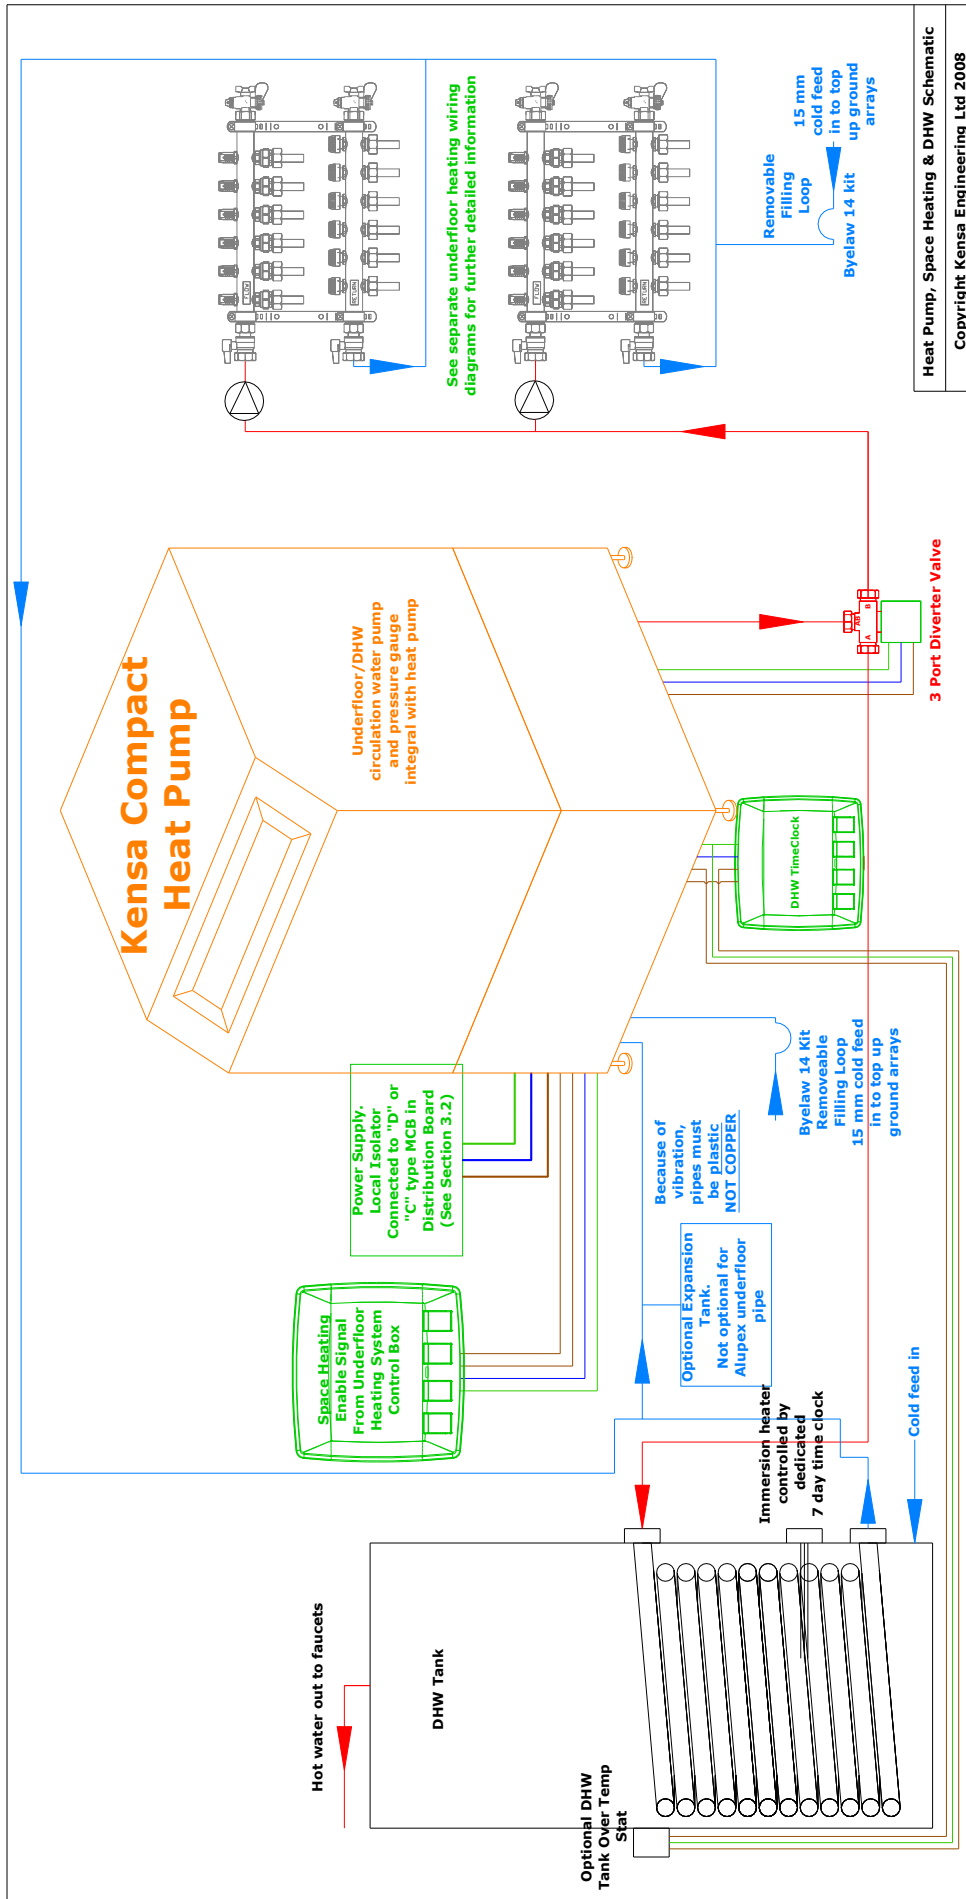 Hot water out to faucets
DHW Tank
Optional DHW
Tank Over Temp
Stat
Immersion heater
controlled by
dedicated
7 day time clock
Cold feed in
Space Heating
Enable Signal
From Underfloor
Heating System
Control Box
Power Supply.
Local Isolator
Connected to "D" or
"C" type MCB in
Distribution Board
(See Section 3.2)
Because of
vibration,
pipes must
be plastic
NOT COPPER
Optional Expansion
Tank.
Not optional for
Alupex underfloor
pipe
Byelaw 14 Kit
Removeable
Filling Loop
15 mm cold feed
in to top up
ground arrays
Kensa Compact
Heat Pump
Underfloor/DHW
circulation water pump
and pressure gauge
integral with heat pump
DHW TimeClock
A
AB
B
3 Port Diverter Valve
FLOW
RETURN
See separate underfloor heating wiring
diagrams for further detailed information
FLOW
RETURN
Removable
Filling
Loop
15 mm
cold feed
in to top
up ground
arrays
Byelaw 14 kit
Heat Pump, Space Heating & DHW Schematic
Copyright Kensa Engineering Ltd 2008